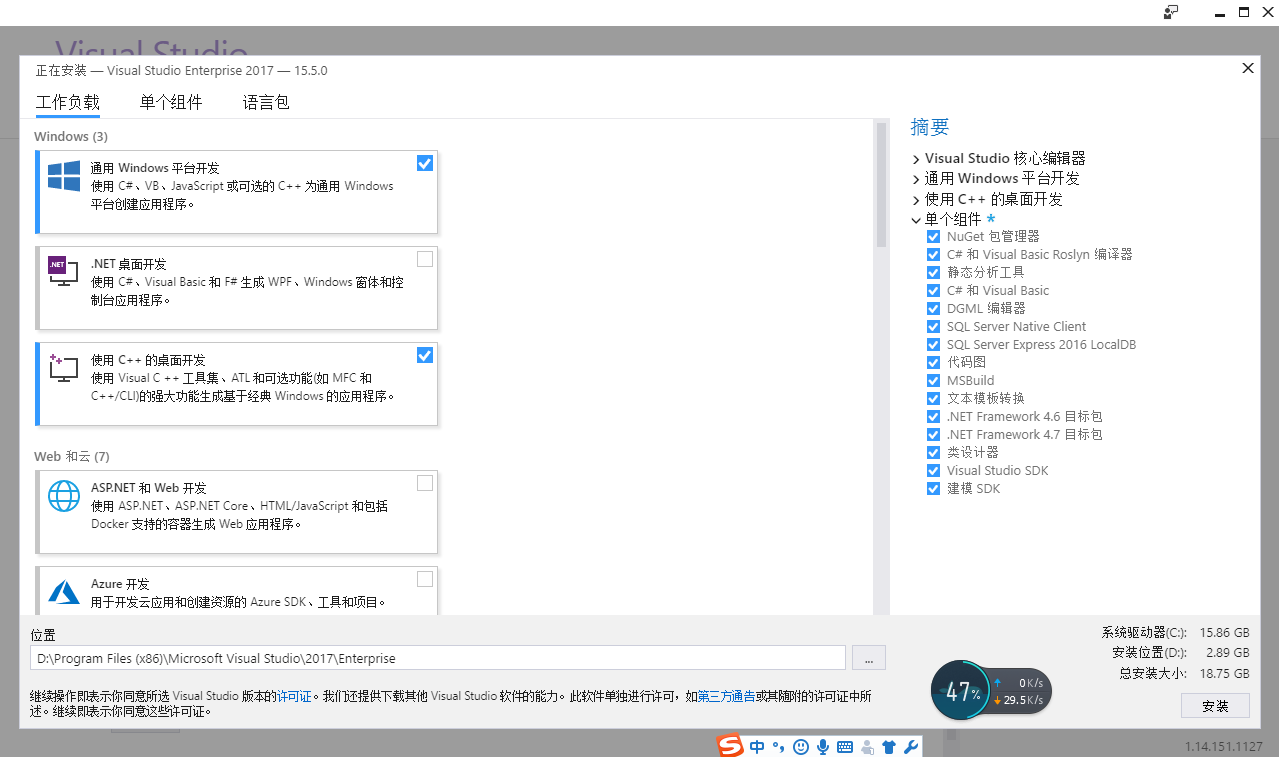 Visual Studio
正在安装 — Visual Studio Enterprise 2017 — 15.5.0
工作负载 单个组件 语言包
Windows (3)
通用 Windows 平台开发
使用 C#、VB、JavaScript 或可选的 C++ 为通用 Windows
平台创建应用程序。
.NET
.NET 桌面开发
使用 C#、Visual Basic 和 F# 生成 WPF、Windows 窗体和控
制台应用程序。
使用 C++ 的桌面开发
使用 Visual C ++ 工具集、ATL 和可选功能(如 MFC 和
C++/CLI)的强大功能生成基于经典 Windows 的应用程序。
Web 和云 (7)
ASP.NET 和 Web 开发
使用 ASP.NET、ASP.NET Core、HTML/JavaScript 和包括
Docker 支持的容器生成 Web 应用程序。
Azure 开发
用于开发云应用和创建资源的 Azure SDK、工具和项目。
摘要
Visual Studio 核心编辑器
通用 Windows 平台开发
使用 C++ 的桌面开发
单个组件 *
NuGet 包管理器
C# 和 Visual Basic Roslyn 编译器
静态分析工具
C# 和 Visual Basic
DGML 编辑器
SQL Server Native Client
SQL Server Express 2016 LocalDB
代码图
MSBuild
文本模板转换
.NET Framework 4.6 目标包
.NET Framework 4.7 目标包
类设计器
Visual Studio SDK
建模 SDK
位置
D:\Program Files (x86)\Microsoft Visual Studio\2017\Enterprise
...
继续操作即表示你同意所选 Visual Studio 版本的许可证。我们还提供下载其他 Visual Studio 软件的能力。此软件单独进行许可，如第三方通告或其随附的许可证中所
述。继续即表示你同意这些许可证。
系统驱动器(C:): 15.86 GB
安装位置(D:): 2.89 GB
总安装大小: 18.75 GB
47%
0K/s
29.5K/s
安装
S 中
1.14.151.1127